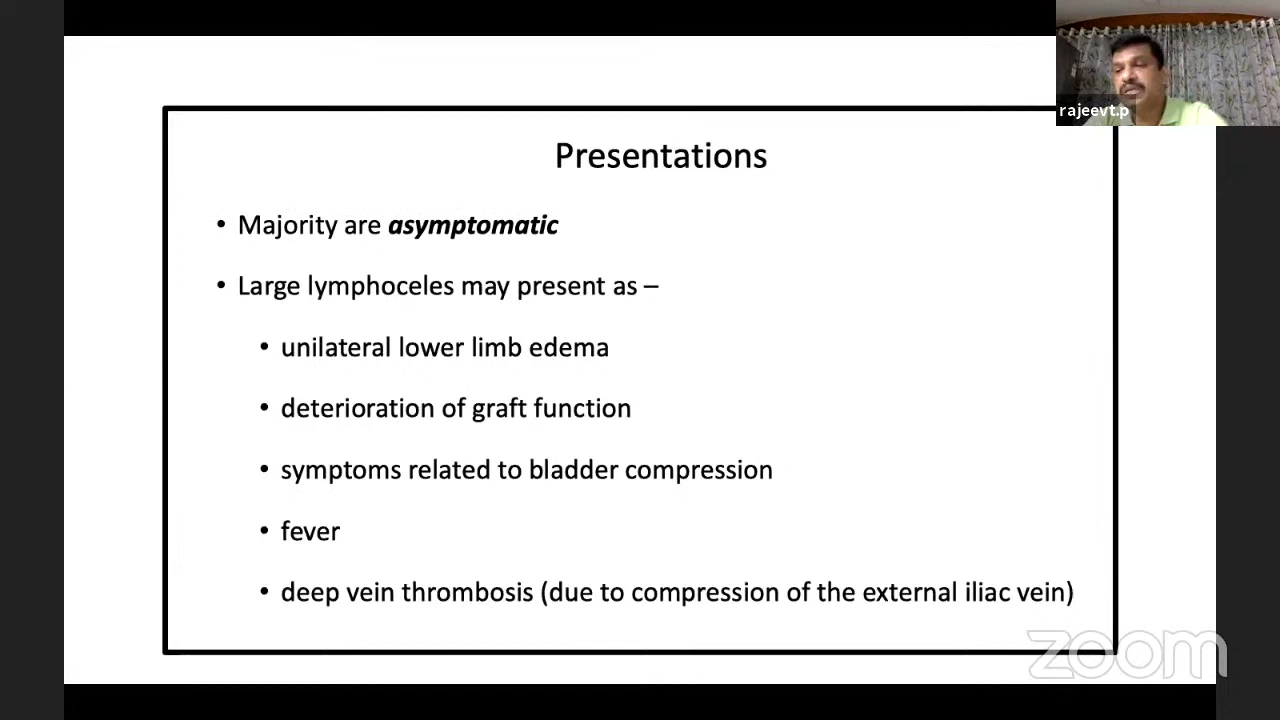 rajeevt.p
Presentations
• Majority are asymptomatic
• Large lymphoceles may present as –
• unilateral lower limb edema
• deterioration of graft function
• symptoms related to bladder compression
• fever
• deep vein thrombosis (due to compression of the external iliac vein)
zoom